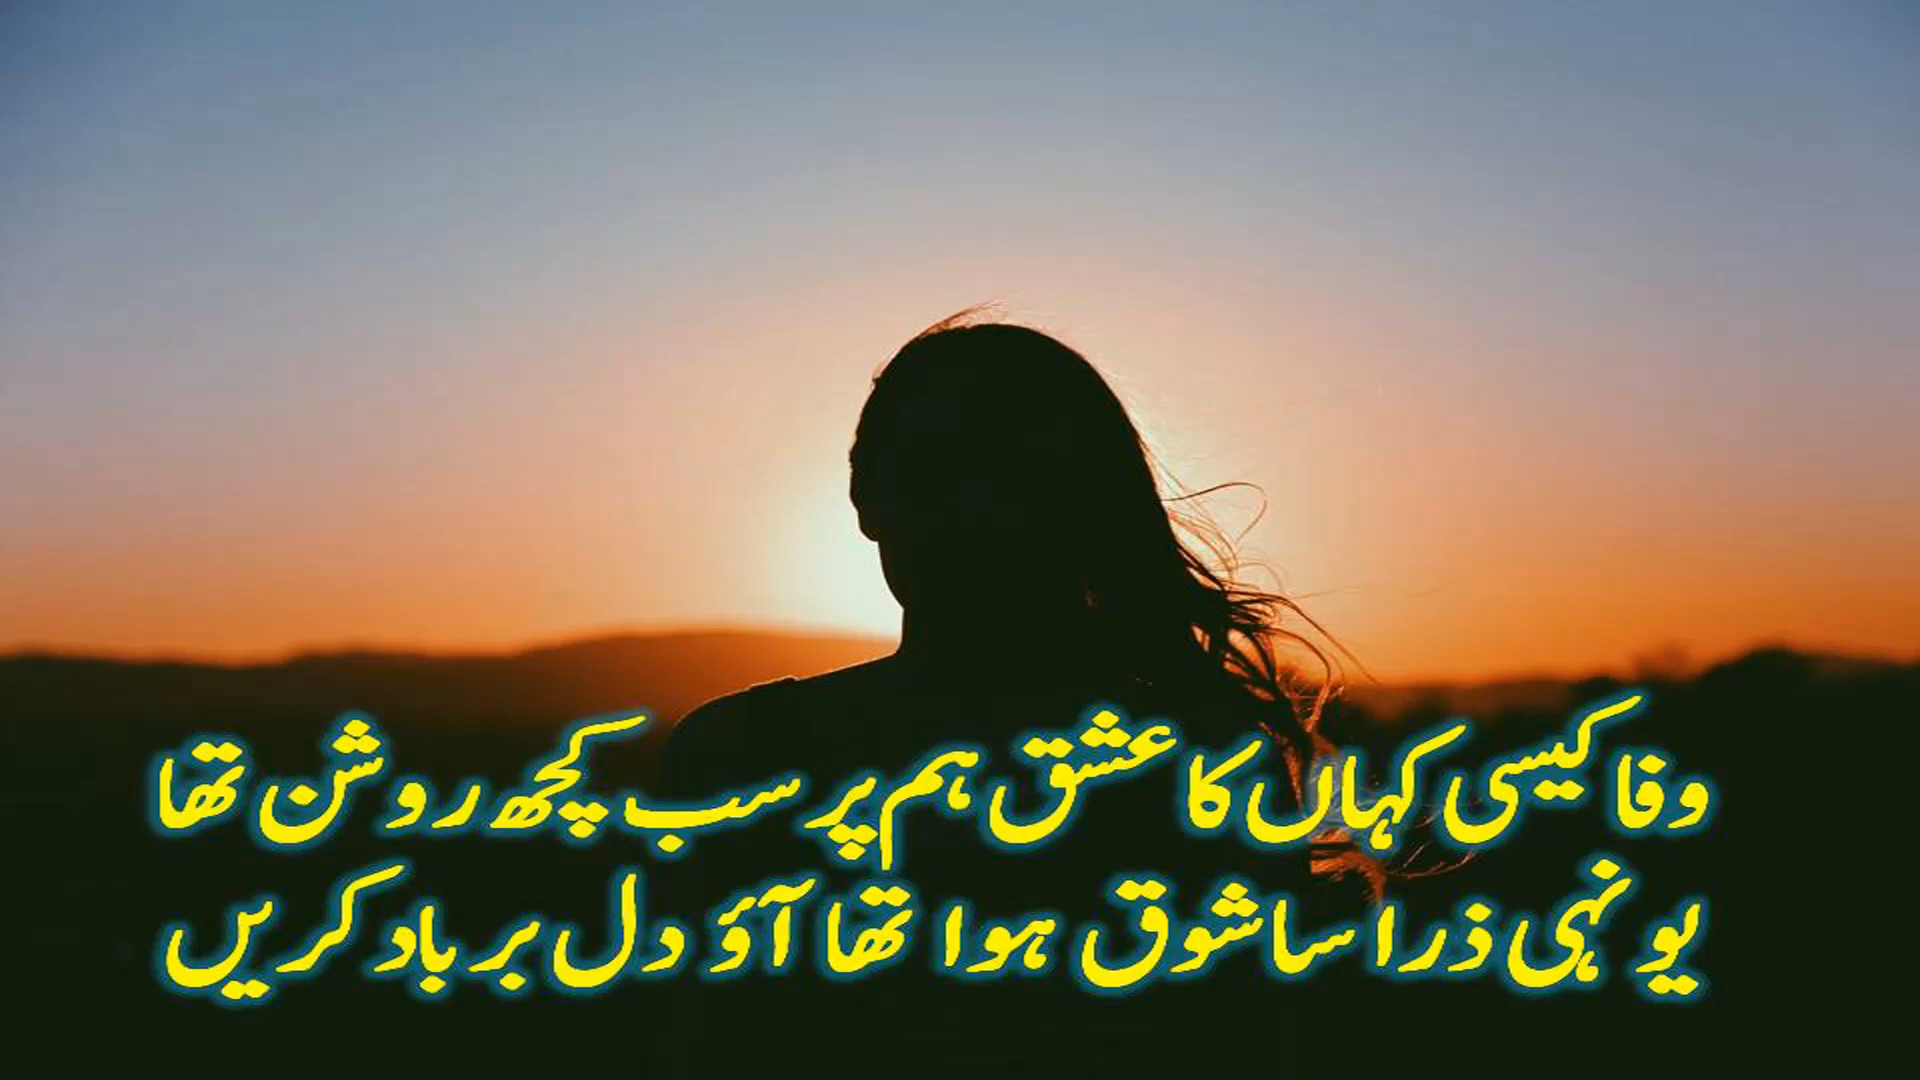 وفا کیسی کہاں کا عشق ہم پر سب کچھ روشن تھا
یونہی ذرا سا شوق ہوا تھا آؤ دل برباد کریں